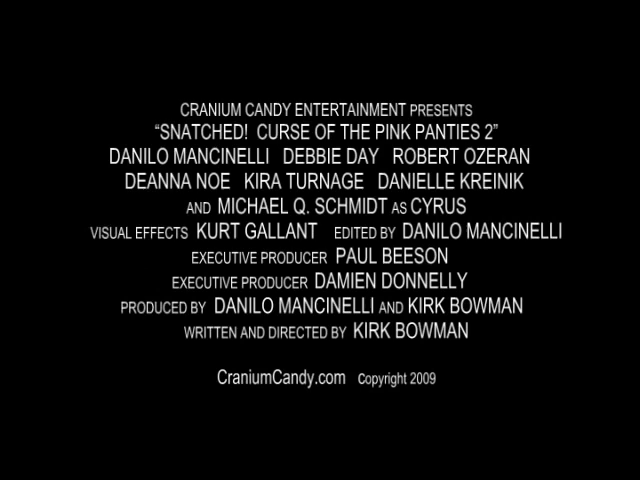 CRANIUM CANDY ENTERTAINMENT PRESENTS
“SNATCHED! CURSE OF THE PINK PANTIES 2”
DANILO MANCINELLI DEBBIE DAY ROBERT OZERAN
DEANNA NOE KIRA TURNAGE DANIELLE KREINIK
AND MICHAEL Q. SCHMIDT AS CYRUS
VISUAL EFFECTS KURT GALLANT EDITED BY DANILO MANCINELLI
EXECUTIVE PRODUCER PAUL BEESON
EXECUTIVE PRODUCER DAMIEN DONNELLY
PRODUCED BY DANILO MANCINELLI AND KIRK BOWMAN
WRITTEN AND DIRECTED BY KIRK BOWMAN
CraniumCandy.com Copyright 2009